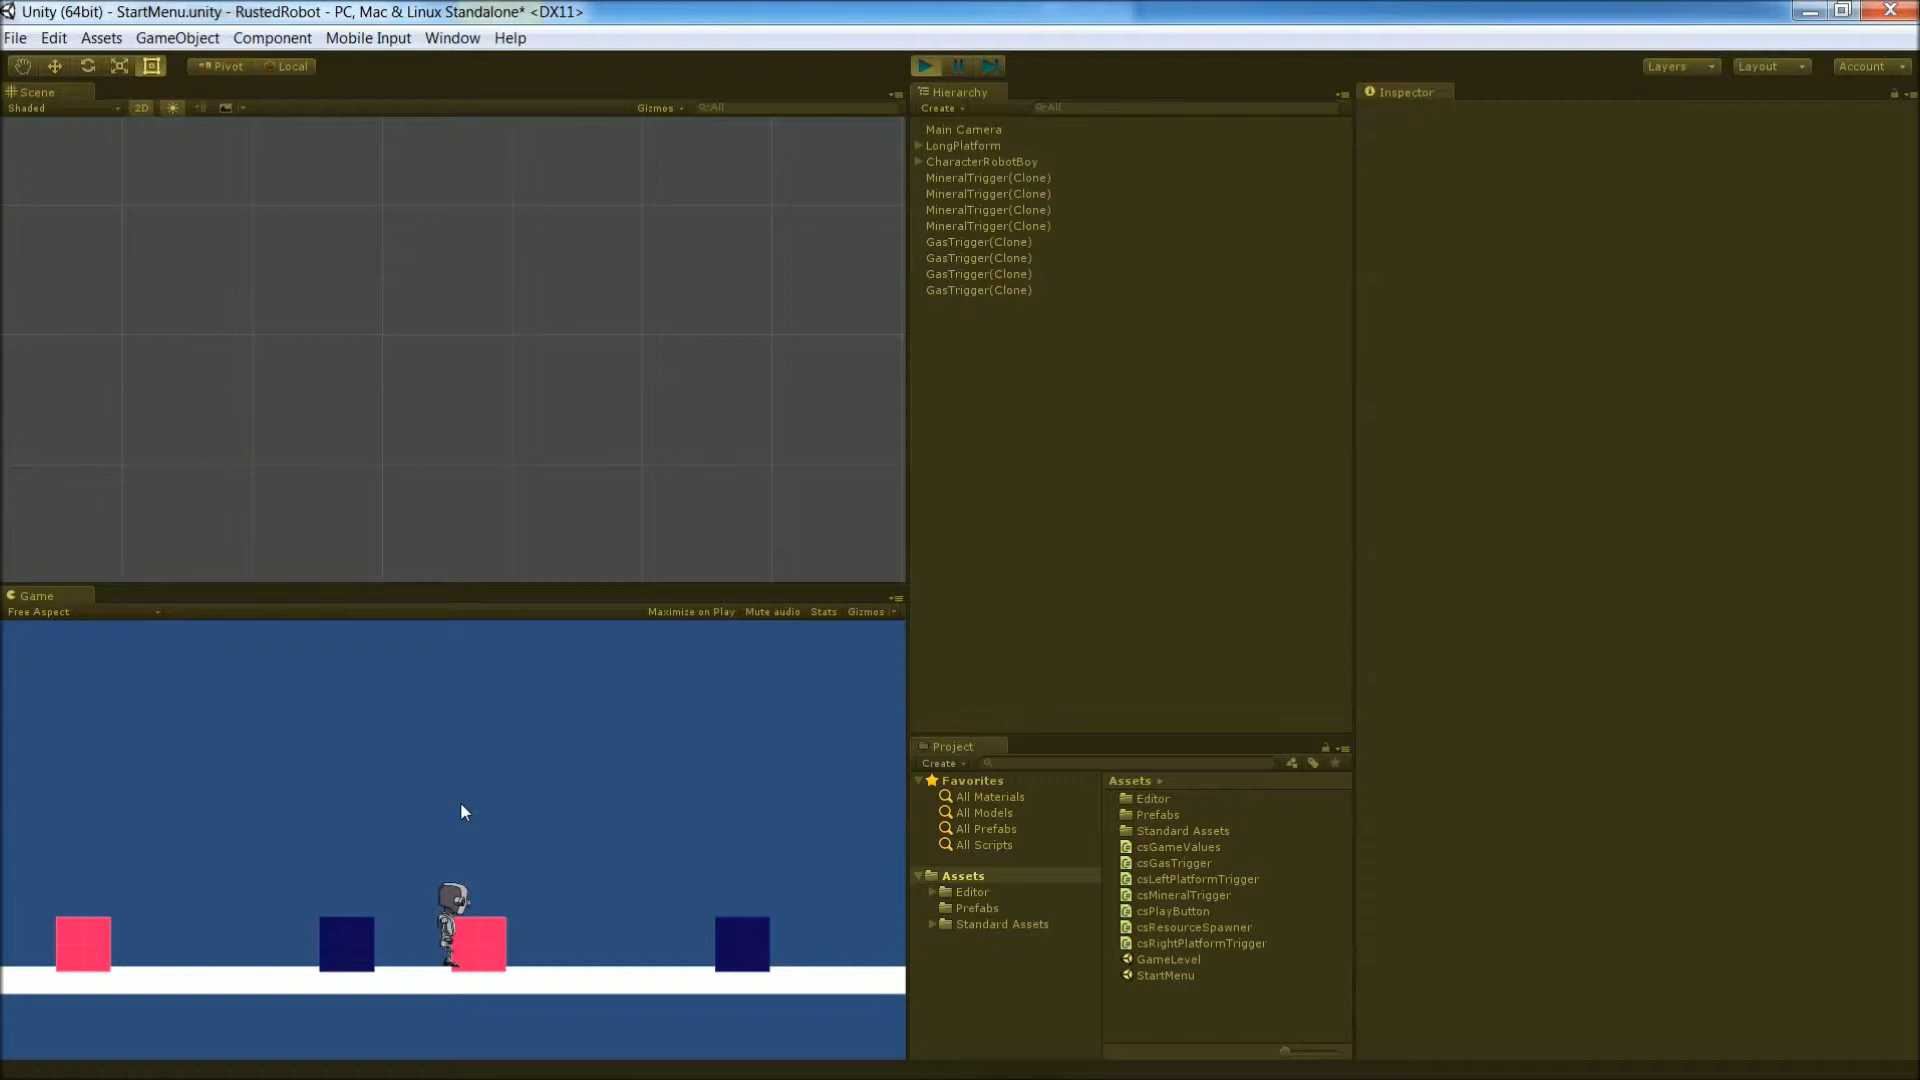 Unity (64bit) - StartMenu.unity - RustedRobot - PC, Mac & Linux Standalone* <DX11>
File Edit Assets GameObject Component Mobile Input Window Help
Pivot Local Layers Layout Account
Scene Hierarchy Inspector
Shaded 2D Gizmos All Create All
Main Camera
LongPlatform
CharacterRobotBoy
MineralTrigger(Clone)
MineralTrigger(Clone)
MineralTrigger(Clone)
MineralTrigger(Clone)
GasTrigger(Clone)
GasTrigger(Clone)
GasTrigger(Clone)
GasTrigger(Clone)
Game
Free Aspect Maximize on Play Mute audio Stats Gizmos
Project
Create
Favorites
All Materials
All Models
All Prefabs
All Scripts
Assets
Editor
Prefabs
Standard Assets
Assets
Editor
Prefabs
Standard Assets
csGameValues
csGasTrigger
csLeftPlatformTrigger
csMineralTrigger
csPlayButton
csResourceSpawner
csRightPlatformTrigger
GameLevel
StartMenu